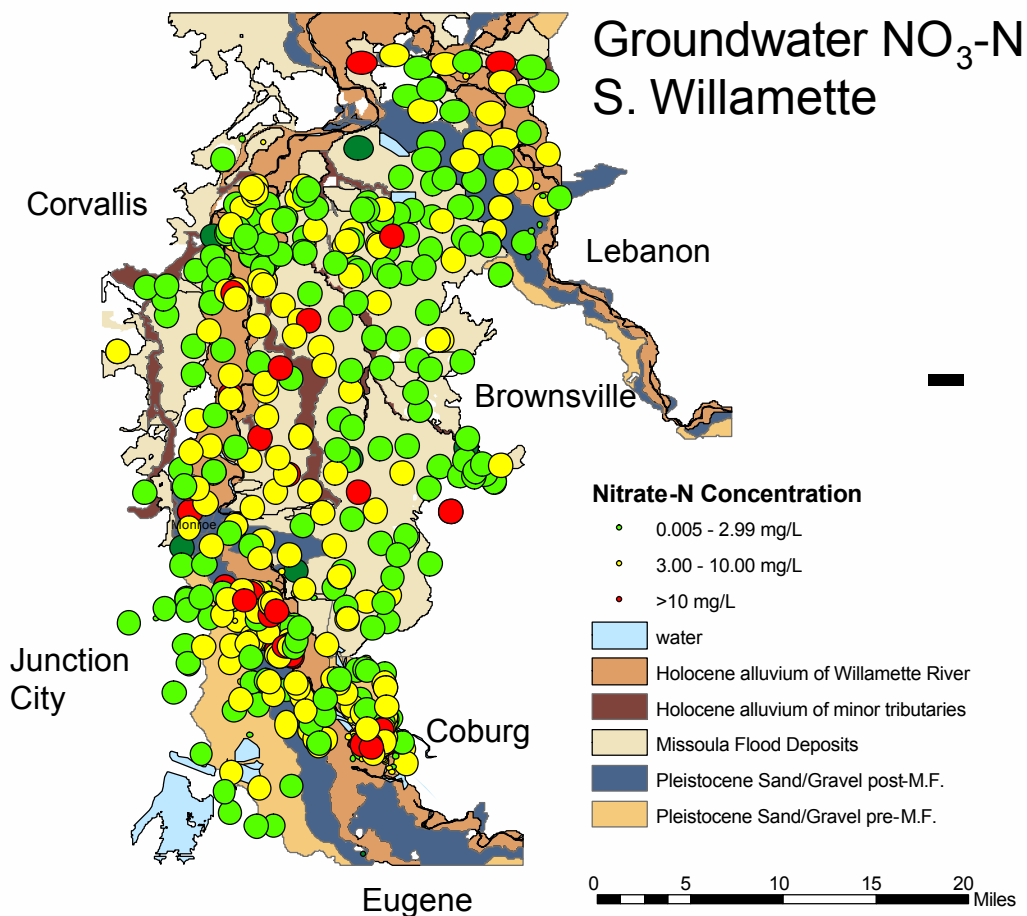 Groundwater NO₃-N
S. Willamette
Corvallis
Lebanon
Brownsville
Monroe
Junction
City
Coburg
Eugene
Nitrate-N Concentration
0.005 - 2.99 mg/L
3.00 - 10.00 mg/L
>10 mg/L
water
Holocene alluvium of Willamette River
Holocene alluvium of minor tributaries
Missoula Flood Deposits
Pleistocene Sand/Gravel post-M.F.
Pleistocene Sand/Gravel pre-M.F.
0 5 10 15 20
Miles